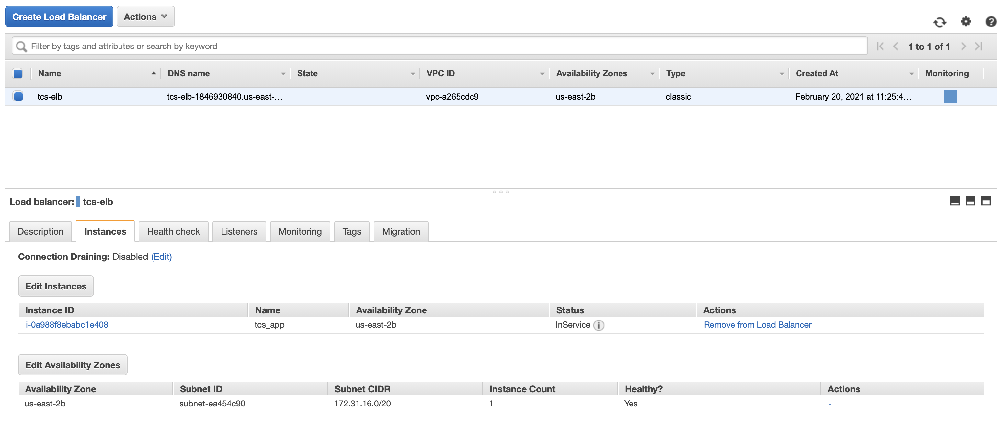 Create Load Balancer Actions
?
Filter by tags and attributes or search by keyword 1 to 1 of 1
Name DNS name State VPC ID Availability Zones Type Created At Monitoring
tcs-elb tcs-elb-1846930840.us-east-... vpc-a265cdc9 us-east-2b classic February 20, 2021 at 11:25:4...
Load balancer: tcs-elb
Description Instances Health check Listeners Monitoring Tags Migration
Connection Draining: Disabled (Edit)
Edit Instances
Instance ID Name Availability Zone Status Actions
i-0a988f8ebabc1e408 tcs_app us-east-2b InService i Remove from Load Balancer
Edit Availability Zones
Availability Zone Subnet ID Subnet CIDR Instance Count Healthy? Actions
us-east-2b subnet-ea454c90 172.31.16.0/20 1 Yes -